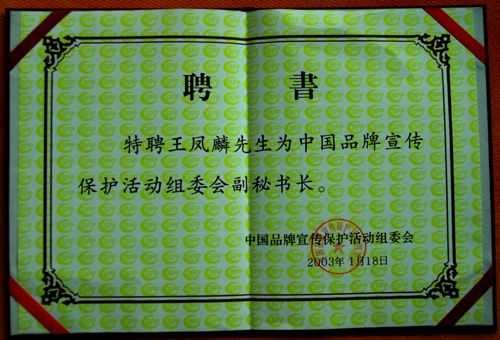 聘書
特聘王凤麟先生为中国品牌宣传
保护活动组委会副秘书长。
中国品牌宣传保护活动组委会
2003年1月18日